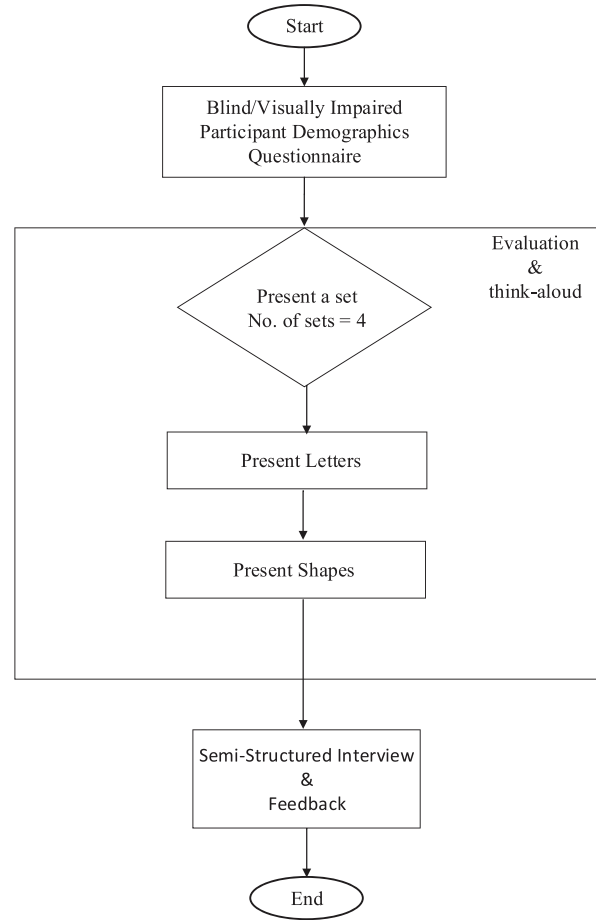 Start
Blind/Visually Impaired
Participant Demographics
Questionnaire
Evaluation
&
think-aloud
Present a set
No. of sets = 4
Present Letters
Present Shapes
Semi-Structured Interview
&
Feedback
End